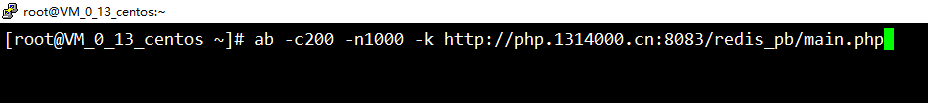 root@VM_0_13_centos:~
[root@VM_0_13_centos ~]# ab -c200 -n1000 -k http://php.1314000.cn:8083/redis_pb/main.php